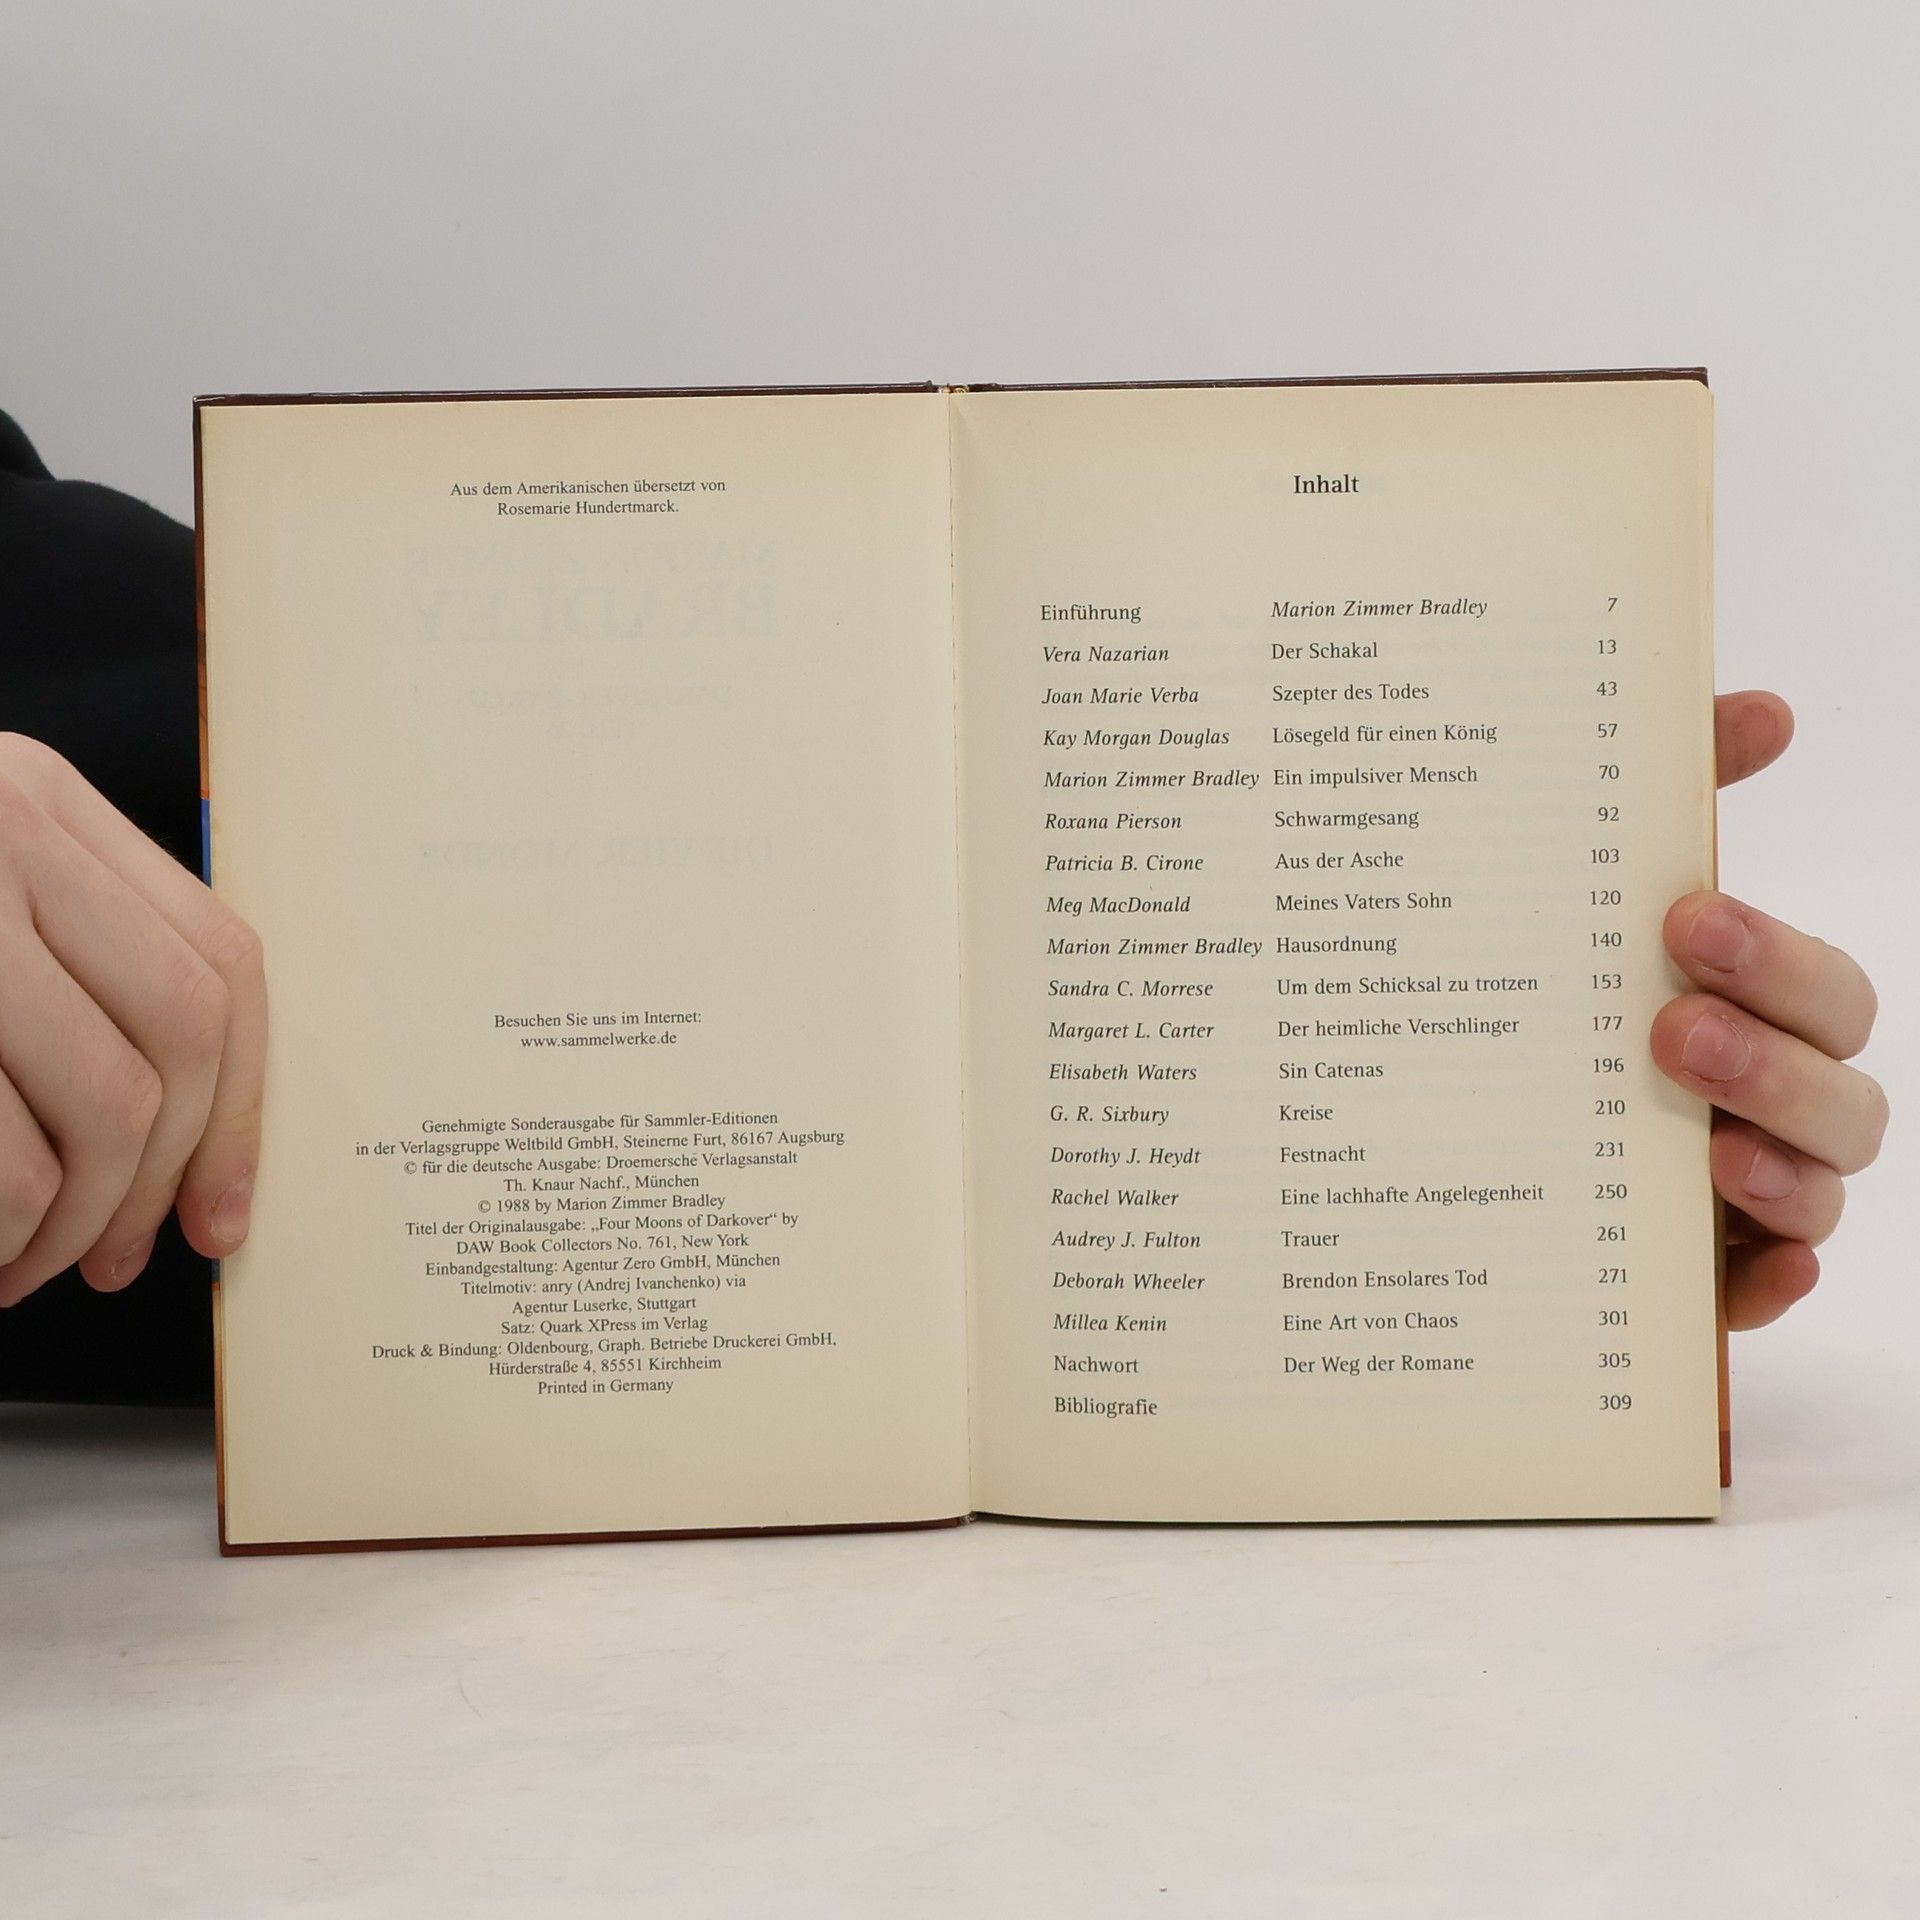 Aus dem Amerikanischen übersetzt von
Rosemarie Hundertmarck.
Besuchen Sie uns im Internet:
www.sammelwerke.de
Genehmigte Sonderausgabe für Sammler-Editionen
in der Verlagsgruppe Weltbild GmbH, Steinerne Furt, 86167 Augsburg
© für die deutsche Ausgabe: Droemersche Verlagsanstalt
Th. Knaur Nachf., München
© 1988 by Marion Zimmer Bradley
Titel der Originalausgabe: „Four Moons of Darkover“ by
DAW Book Collectors No. 761, New York
Einbandgestaltung: Agentur Zero GmbH, München
Titelmotiv: anry (Andrej Ivanchenko) via
Agentur Luserke, Stuttgart
Satz: Quark XPress im Verlag
Druck & Bindung: Oldenbourg, Graph. Betriebe Druckerei GmbH,
Hürderstraße 4, 85551 Kirchheim
Printed in Germany
Inhalt
Einführung Marion Zimmer Bradley 7
Vera Nazarian Der Schakal 13
Joan Marie Verba Szepter des Todes 43
Kay Morgan Douglas Lösegeld für einen König 57
Marion Zimmer Bradley Ein impulsiver Mensch 70
Roxana Pierson Schwarmgesang 92
Patricia B. Cirone Aus der Asche 103
Meg MacDonald Meines Vaters Sohn 120
Marion Zimmer Bradley Hausordnung 140
Sandra C. Morrese Um dem Schicksal zu trotzen 153
Margaret L. Carter Der heimliche Verschlinger 177
Elisabeth Waters Sin Catenas 196
G. R. Sixbury Kreise 210
Dorothy J. Heydt Festnacht 231
Rachel Walker Eine lachhafte Angelegenheit 250
Audrey J. Fulton Trauer 261
Deborah Wheeler Brendon Ensolares Tod 271
Millea Kenin Eine Art von Chaos 301
Nachwort Der Weg der Romane 305
Bibliografie 309